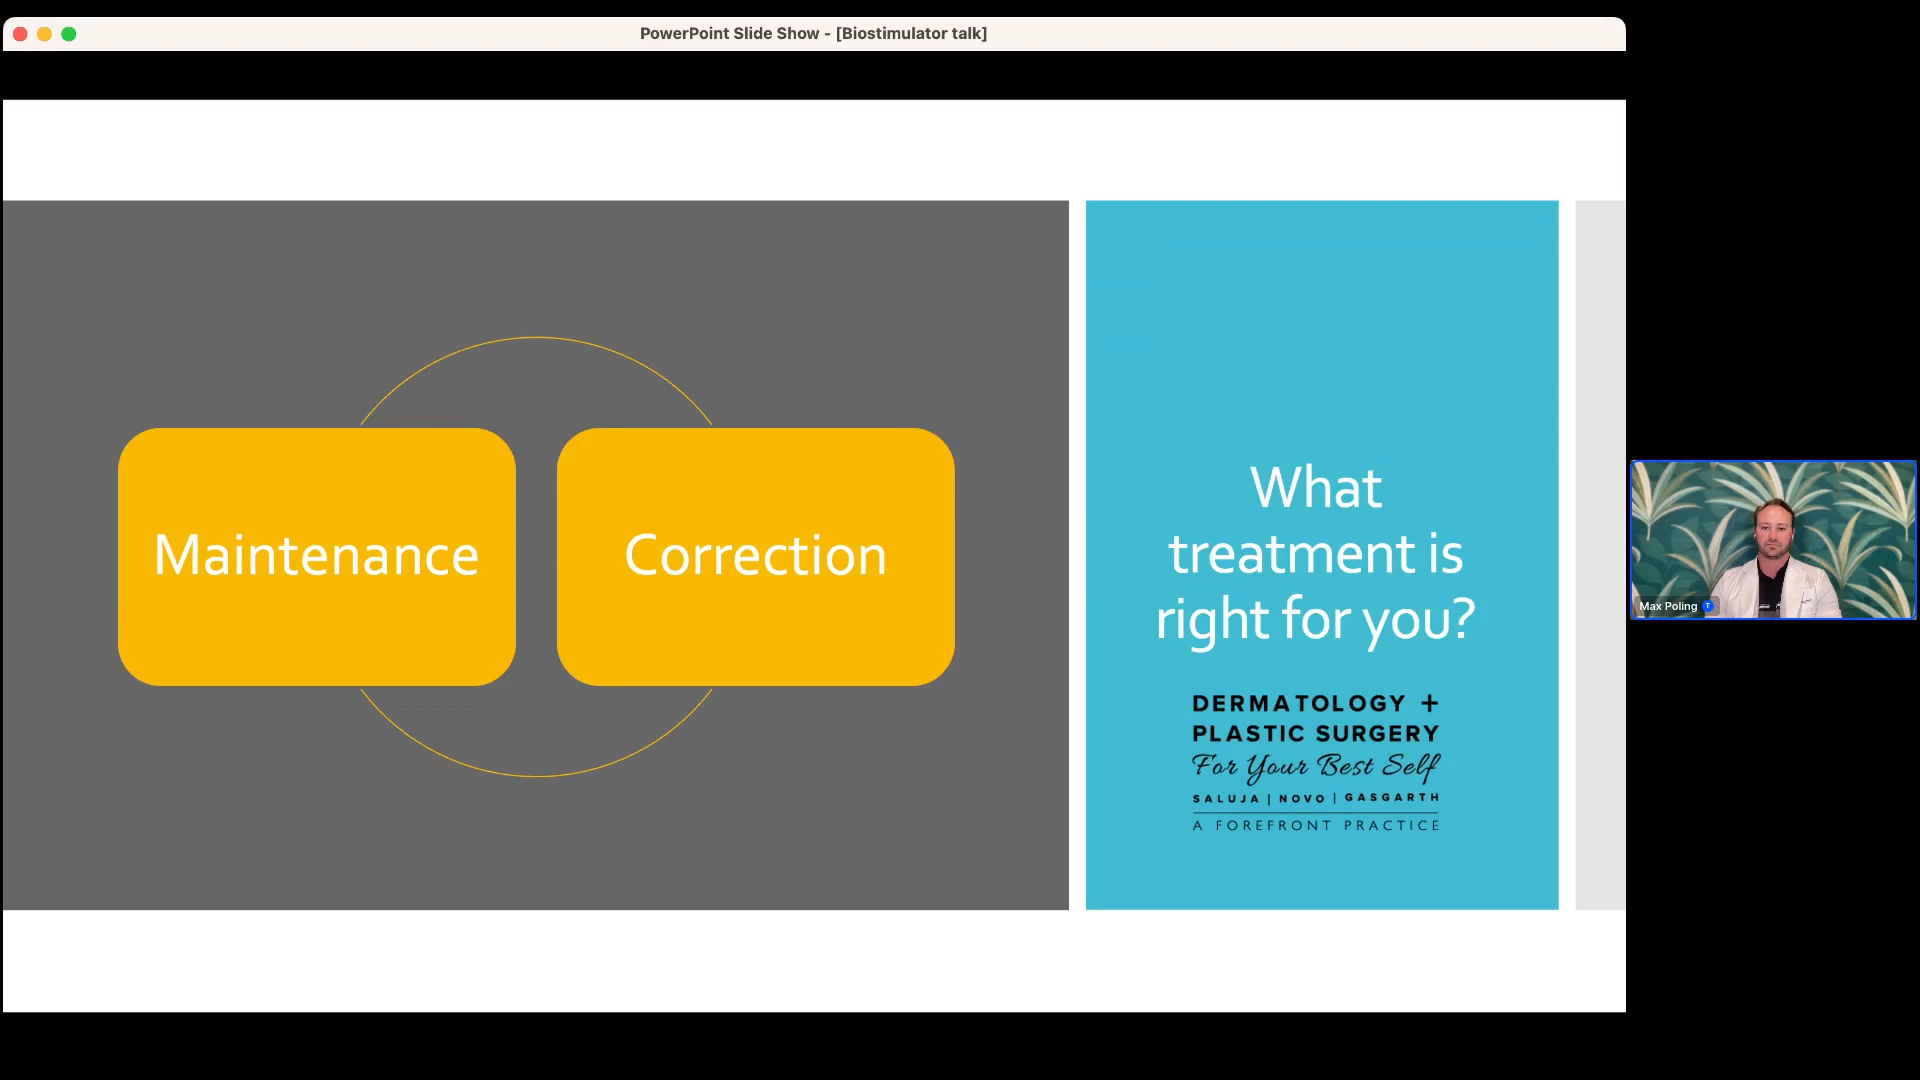 PowerPoint Slide Show - [Biostimulator talk]
Maintenance
Correction
What
treatment is
right for you?
DERMATOLOGY +
PLASTIC SURGERY
For Your Best Self
SALUJA | NOVO | GASGARTH
A FOREFRONT PRACTICE
Max Poling
T